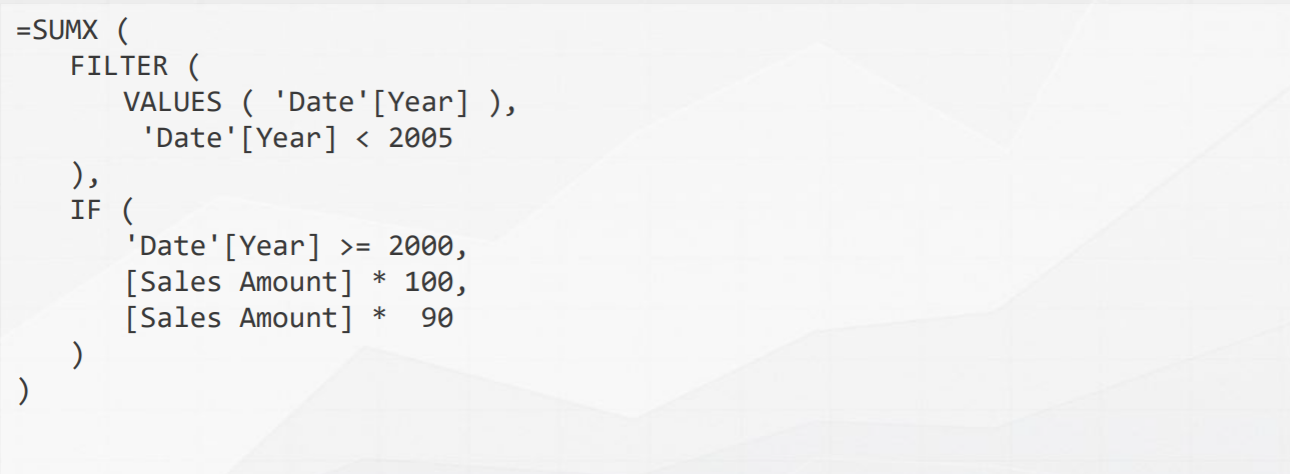 =SUMX (
   FILTER (
      VALUES ( 'Date'[Year] ),
       'Date'[Year] < 2005
   ),
   IF (
      'Date'[Year] >= 2000,
      [Sales Amount] * 100,
      [Sales Amount] *  90
   )
)